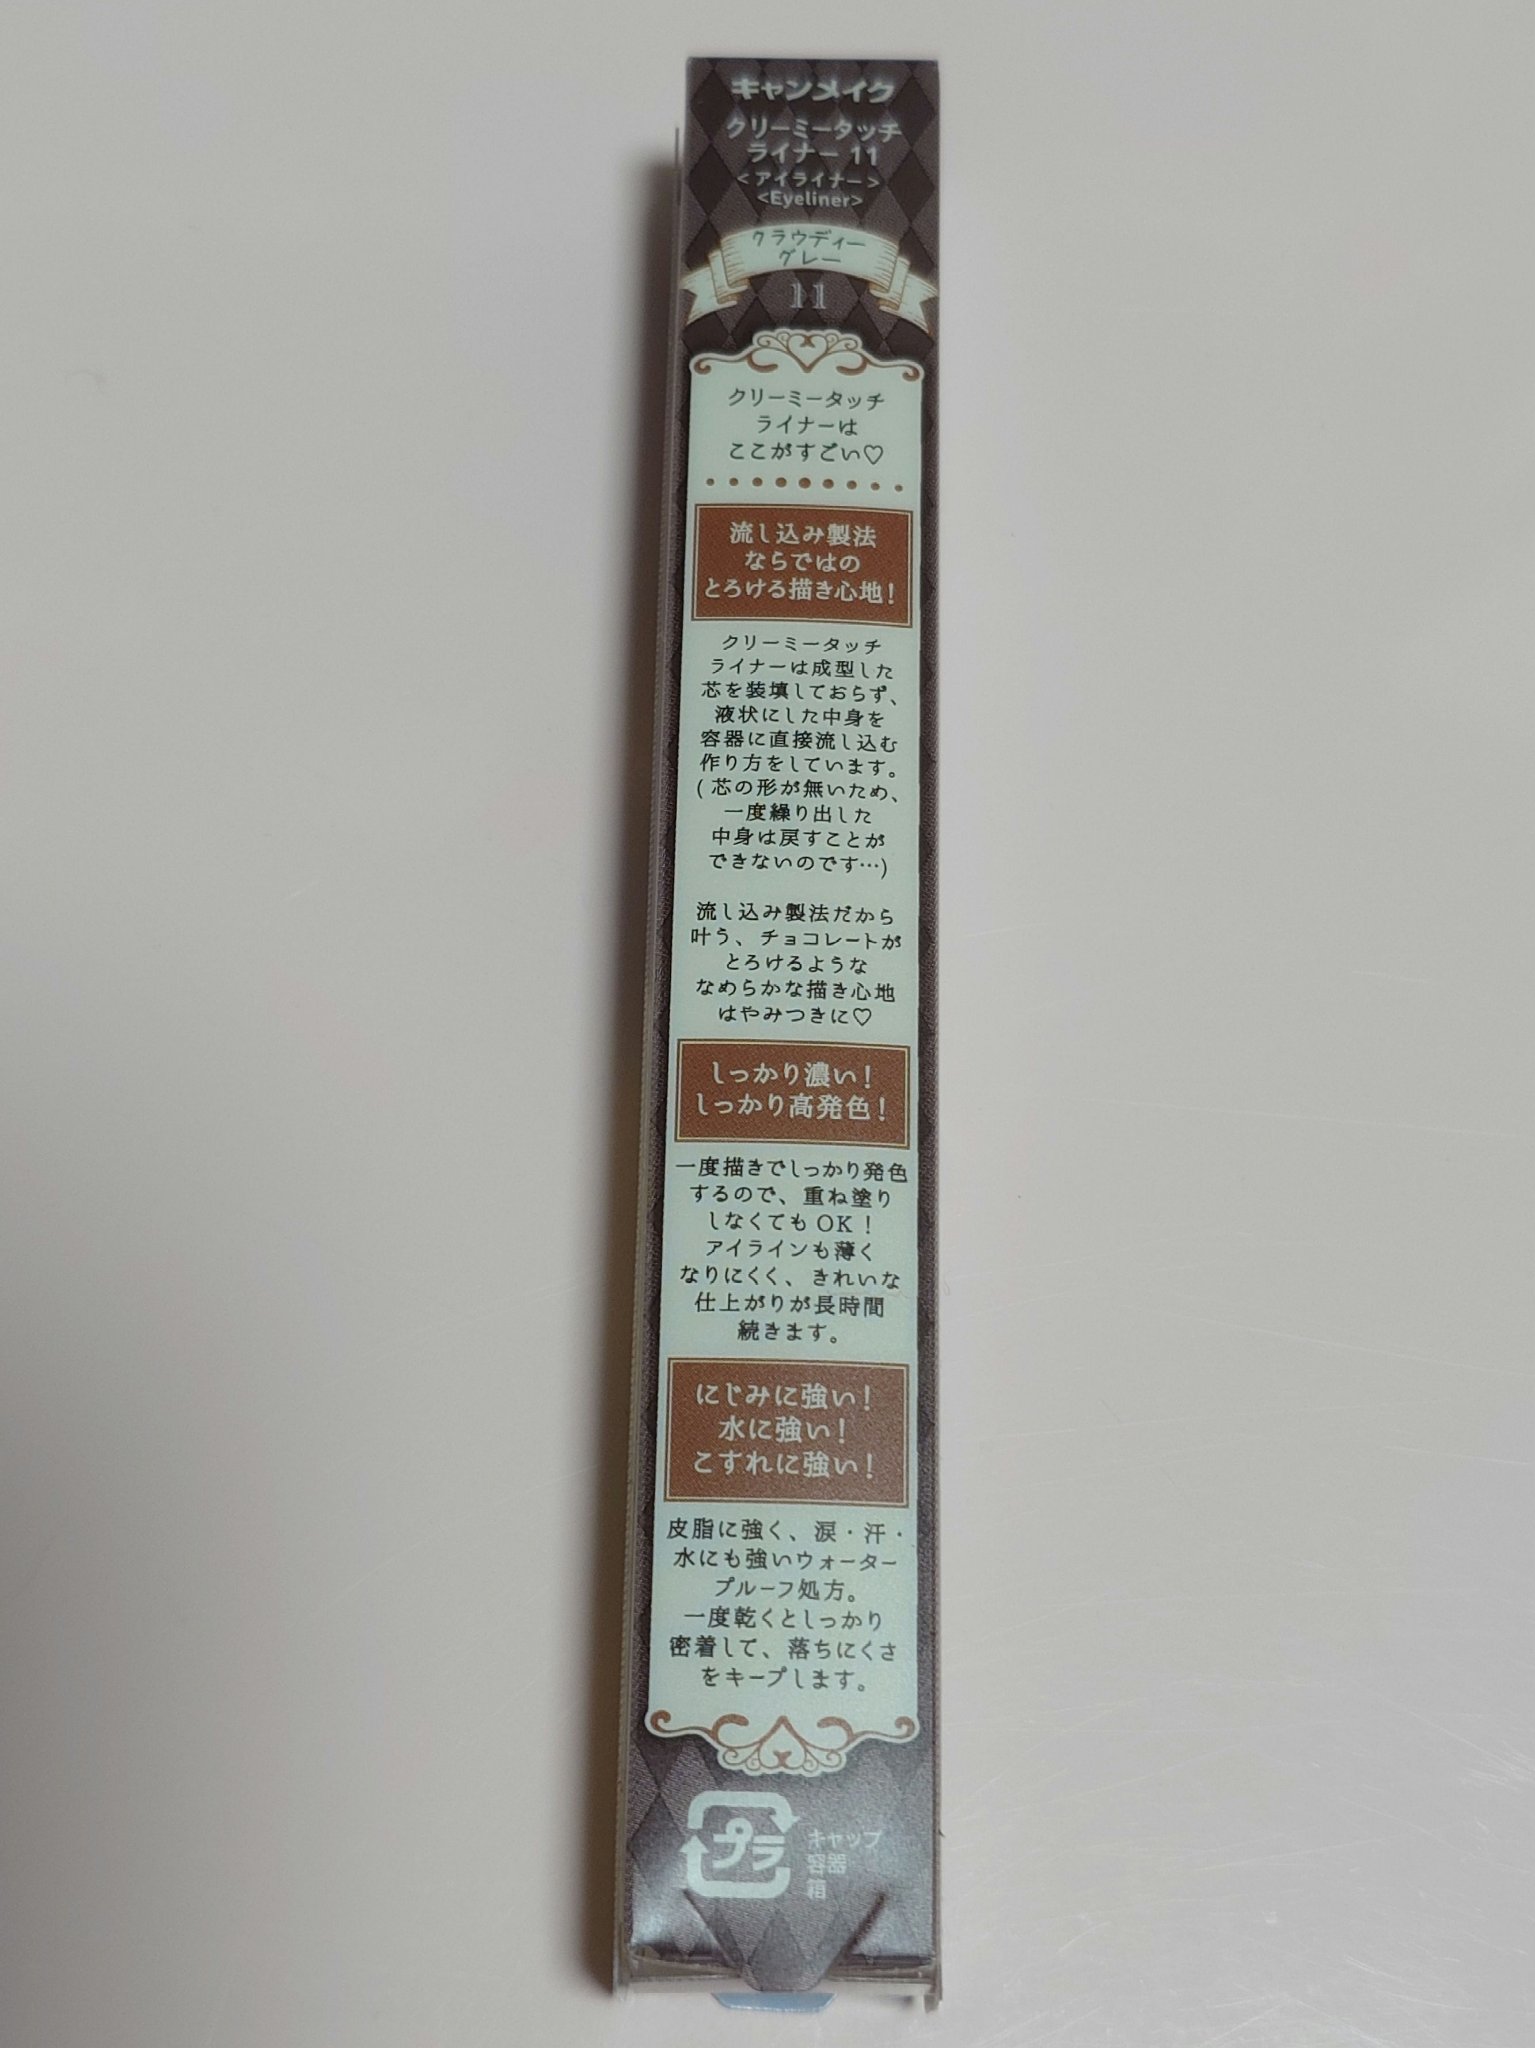 キャンメイク
クリーミータッチ
ライナー 11
<アイライナー>
<Eyeliner>
クラウディー
グレー
11
クリーミータッチ
ライナーは
ここがすごい♡
流し込み製法
ならではの
とろける描き心地!
クリーミータッチ
ライナーは成型した
芯を装填しておらず、
液状にした中身を
容器に直接流し込む
作り方をしています。
(芯の形が無いため、
一度繰り出した
中身は戻すことが
できないのです…)
流し込み製法だから
叶う、チョコレートが
とろけるような
なめらかな描き心地
はやみつきに♡
しっかり濃い!
しっかり高発色!
一度描きでしっかり発色
するので、重ね塗り
しなくてもOK!
アイラインも薄く
なりにくく、きれいな
仕上がりが長時間
続きます。
にじみに強い!
水に強い!
こすれに強い!
皮脂に強く、涙・汗・
水にも強いウォーター
プルーフ処方。
一度乾くとしっかり
密着して、落ちにくさ
をキープします。
プラ
キャップ
容器
箱